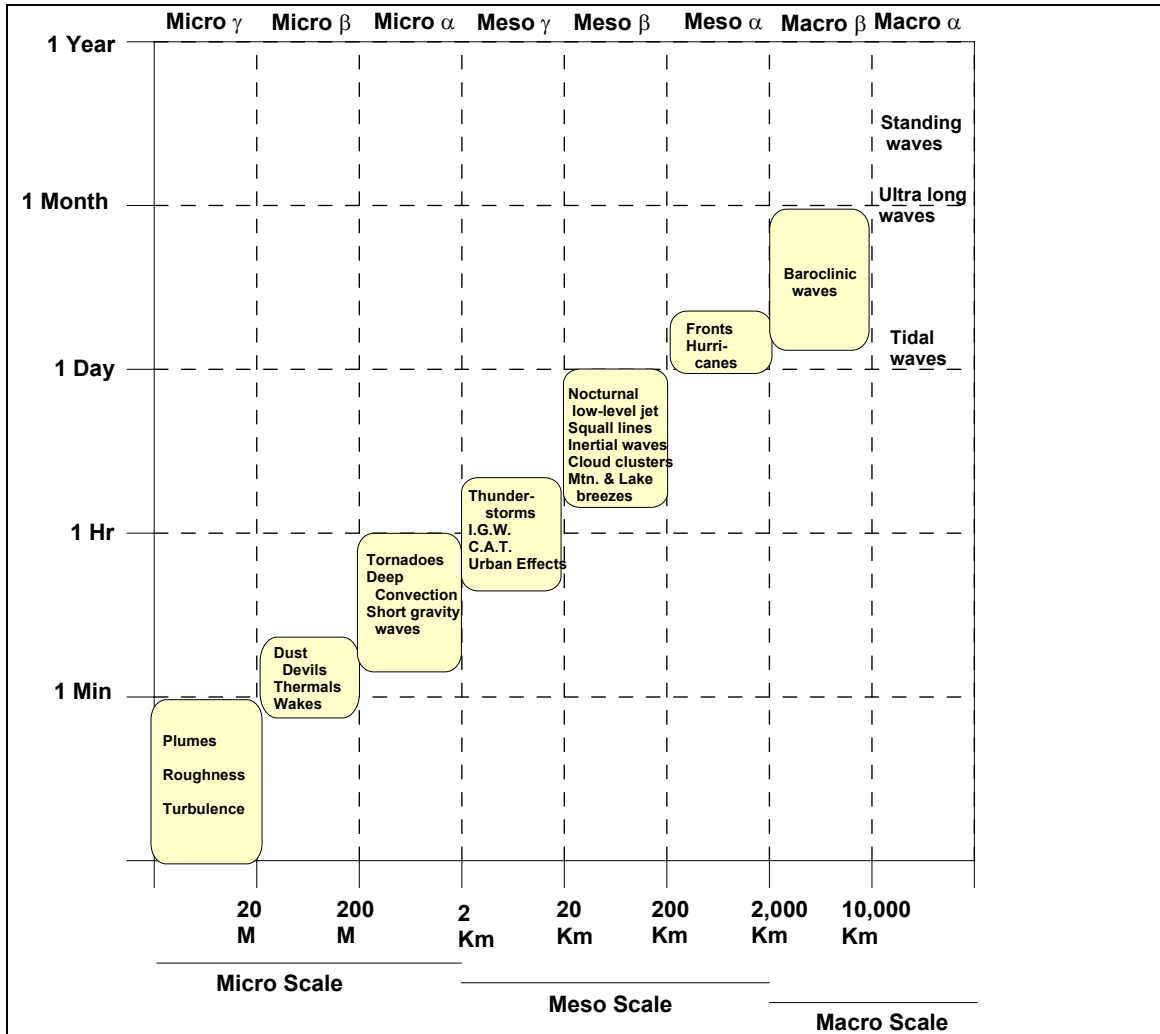 Micro γ Micro β Micro α Meso γ Meso β Meso α Macro β Macro α
1 Year
Standing
waves
1 Month
Ultra long
waves
Baroclinic
waves
Fronts
Hurri-
canes
Tidal
waves
1 Day
Nocturnal
low-level jet
Squall lines
Inertial waves
Cloud clusters
Mtn. & Lake
breezes
Thunder-
storms
I.G.W.
C.A.T.
Urban Effects
1 Hr
Tornadoes
Deep
Convection
Short gravity
waves
Dust
Devils
Thermals
Wakes
1 Min
Plumes
Roughness
Turbulence
20 200 2 20 200 2,000 10,000
M M Km Km Km Km Km
Micro Scale
Meso Scale
Macro Scale